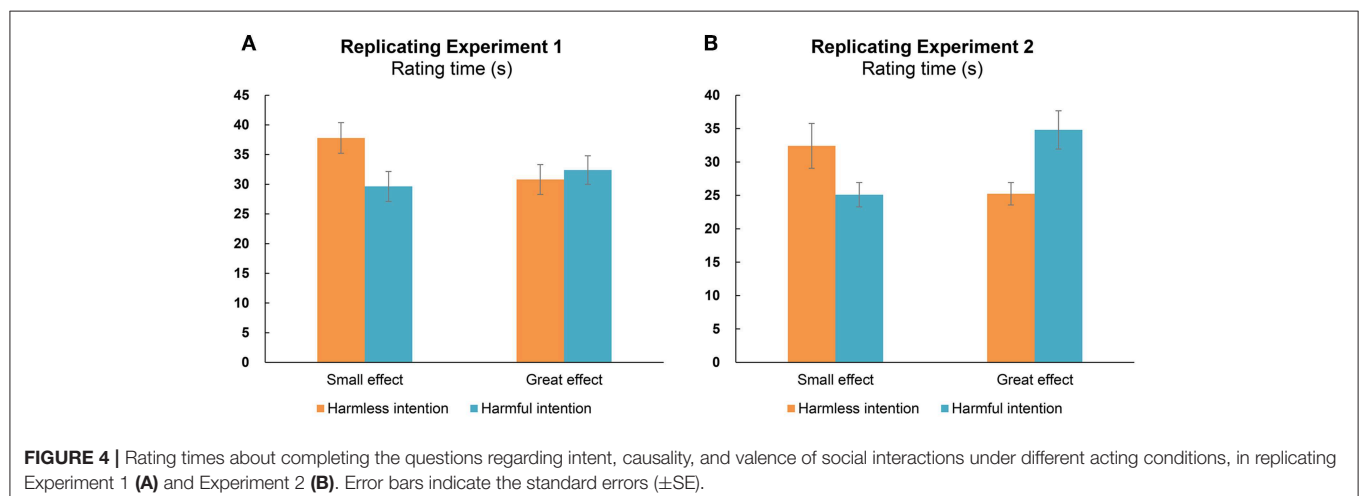 A
Replicating Experiment 1
Rating time (s)
45
40
35
30
25
20
15
10
5
0
Small effect
Great effect
Harmless intention
Harmful intention
B
Replicating Experiment 2
Rating time (s)
40
35
30
25
20
15
10
5
0
Small effect
Great effect
Harmless intention
Harmful intention
FIGURE 4 | Rating times about completing the questions regarding intent, causality, and valence of social interactions under different acting conditions, in replicating
Experiment 1 (A) and Experiment 2 (B). Error bars indicate the standard errors (±SE).